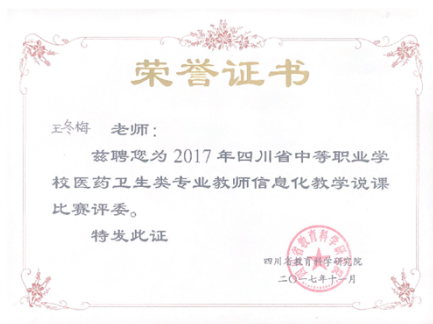 荣誉证书
王冬梅 老师：
兹聘您为2017年四川省中等职业学
校医药卫生类专业教师信息化教学说课
比赛评委。
特发此证
四川省教育科学研究院
二〇一七年十一月